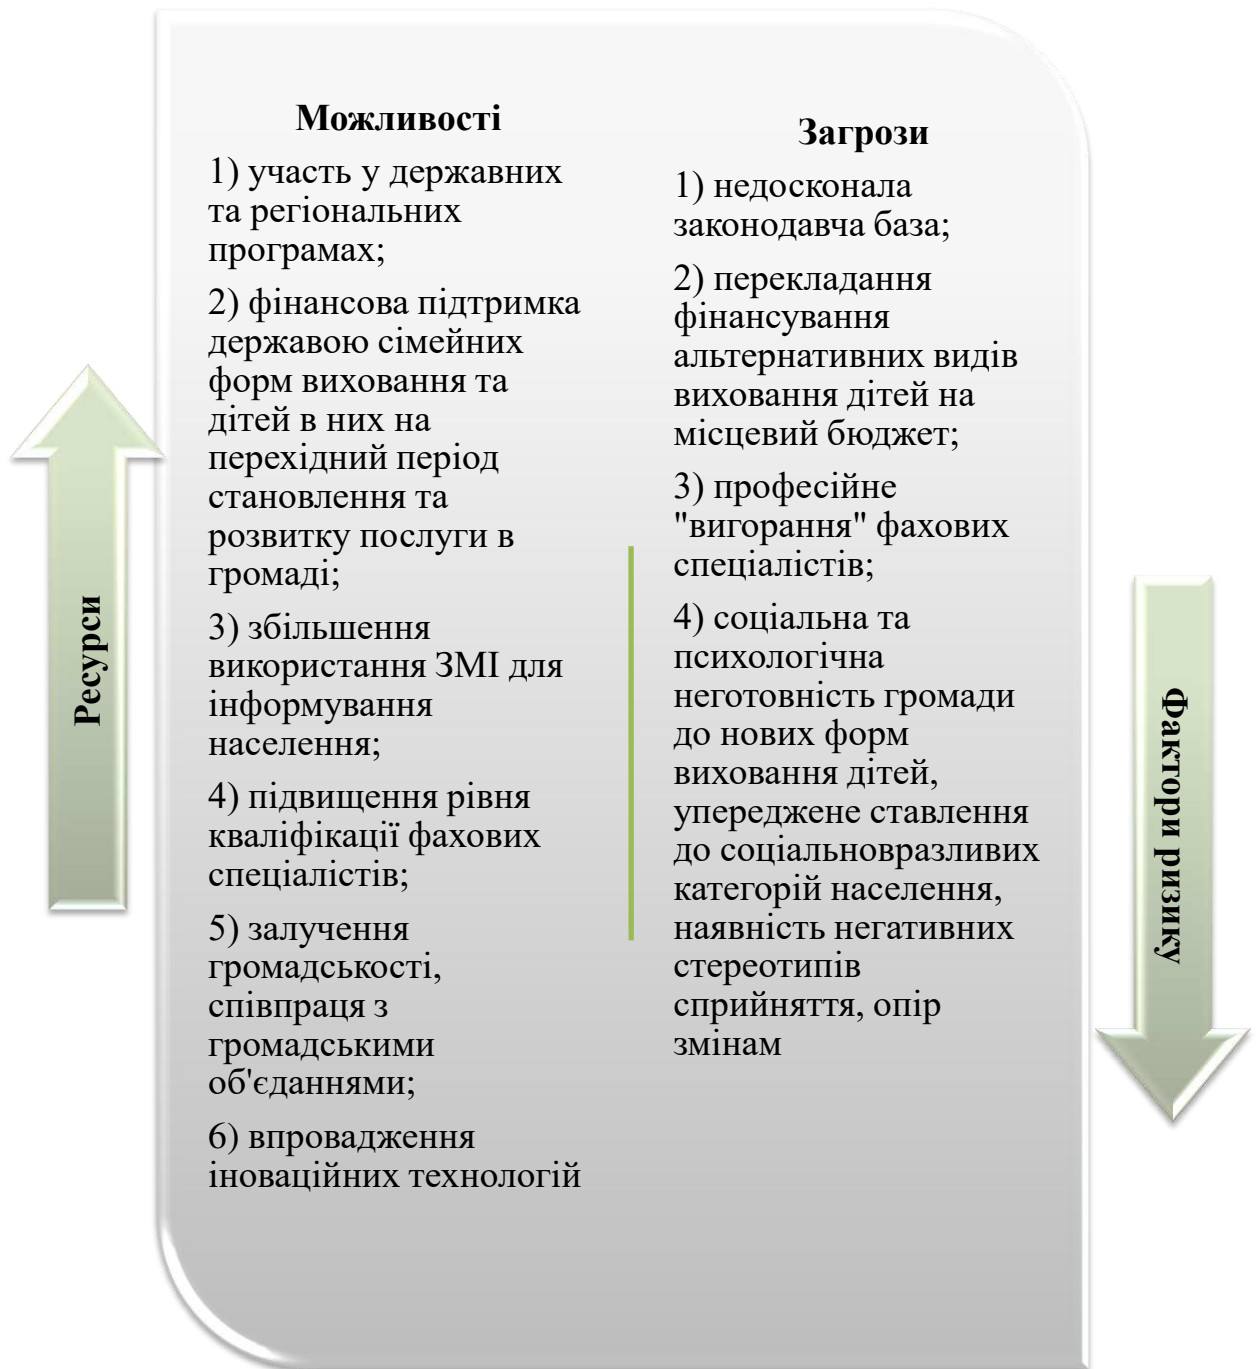 Можливості
1) участь у державних
та регіональних
програмах;
2) фінансова підтримка
державою сімейних
форм виховання та
дітей в них на
перехідний період
становлення та
розвитку послуги в
громаді;
3) збільшення
використання ЗМІ для
інформування
населення;
4) підвищення рівня
кваліфікації фахових
спеціалістів;
5) залучення
громадськості,
співпраця з
громадськими
об'єданнями;
6) впровадження
іноваційних технологій
Загрози
1) недосконала
законодавча база;
2) перекладання
фінансування
альтернативних видів
виховання дітей на
місцевий бюджет;
3) професійне
"вигорання" фахових
спеціалістів;
4) соціальна та
психологічна
неготовність громади
до нових форм
виховання дітей,
упереджене ставлення
до соціальновразливих
категорій населення,
наявність негативних
стереотипів
сприйняття, опір
змінам
Ресурси
Фактори ризику